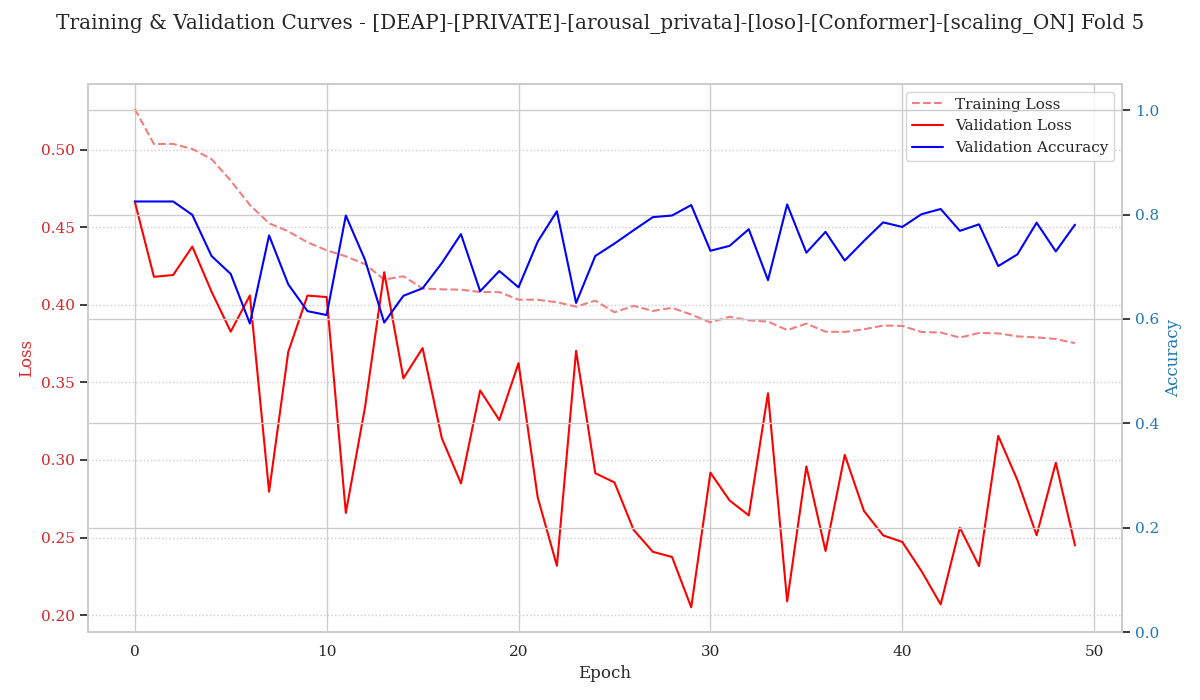 Training & Validation Curves - [DEAP]-[PRIVATE]-[arousal_privata]-[loso]-[Conformer]-[scaling_ON] Fold 5
Training Loss
Validation Loss
Validation Accuracy
Loss
0.50
0.45
0.40
0.35
0.30
0.25
0.20
1.0
0.8
0.6
0.4
0.2
0.0
Accuracy
0
10
20
30
40
50
Epoch